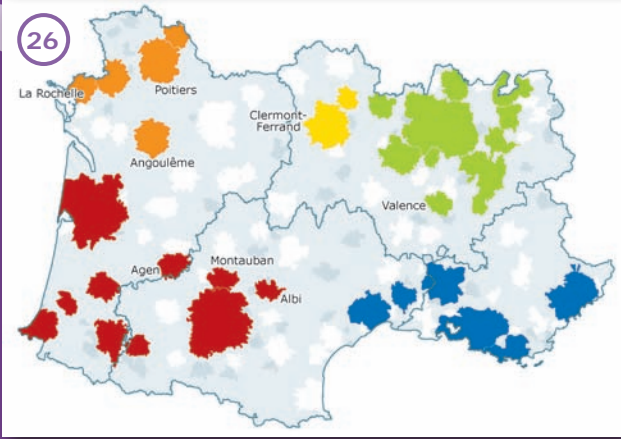 26
La Rochelle
Poitiers
Clermont-
Ferrand
Angoulême
Valence
Agen
Montauban
Albi